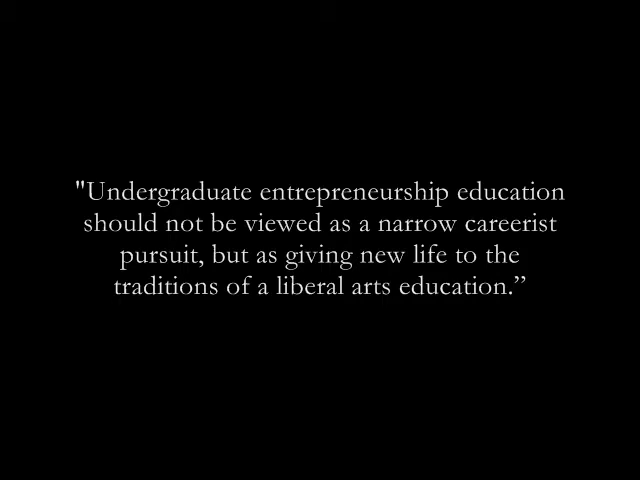 "Undergraduate entrepreneurship education
should not be viewed as a narrow careerist
pursuit, but as giving new life to the
traditions of a liberal arts education.”